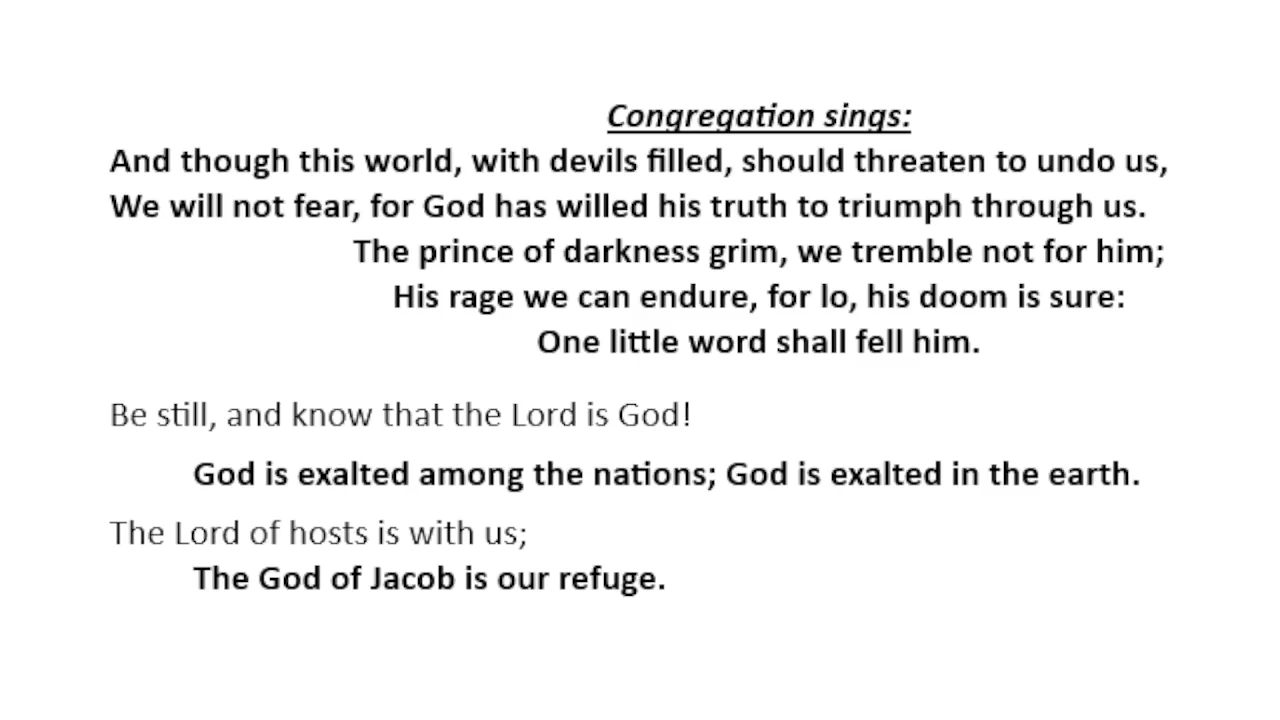 Congregation sings:
And though this world, with devils filled, should threaten to undo us,
We will not fear, for God has willed his truth to triumph through us.
The prince of darkness grim, we tremble not for him;
His rage we can endure, for lo, his doom is sure:
One little word shall fell him.
Be still, and know that the Lord is God!
God is exalted among the nations; God is exalted in the earth.
The Lord of hosts is with us;
The God of Jacob is our refuge.